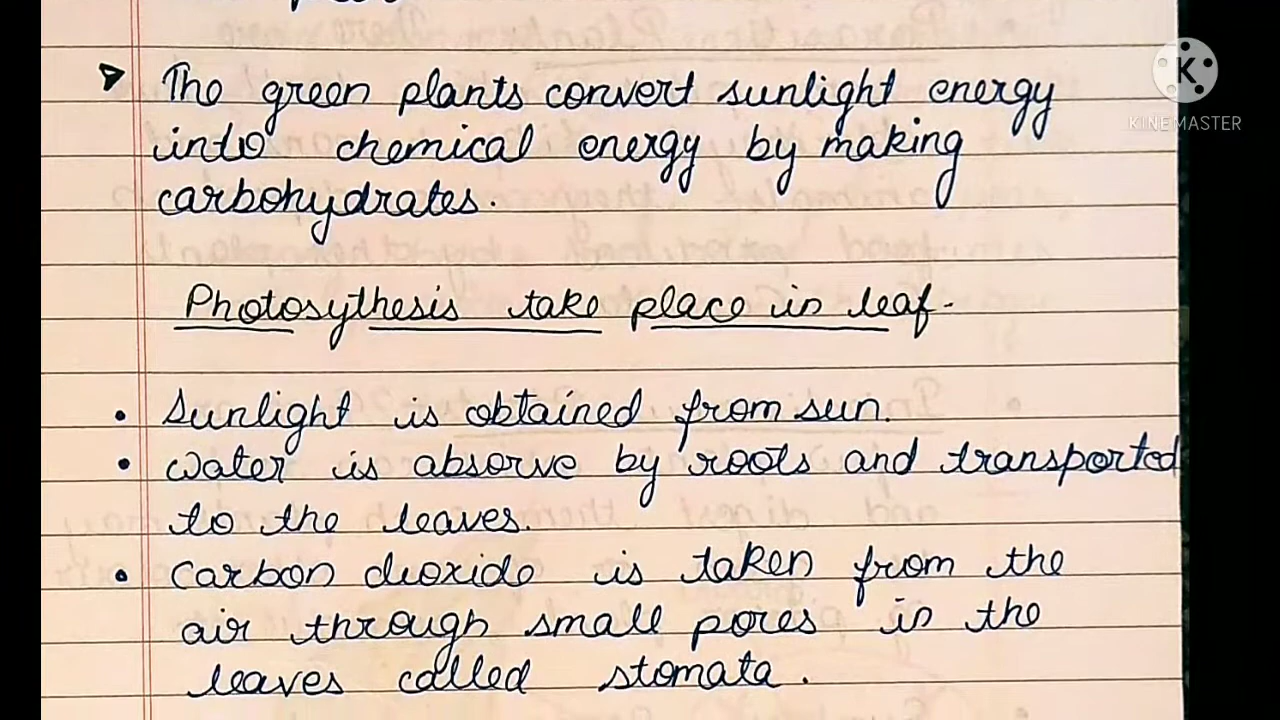 The green plants convert sunlight energy
into chemical energy by making
carbohydrates.
Photosythesis take place in leaf.
• Sunlight is obtained from sun.
• Water is absorve by roots and transported
to the leaves.
• Carbon dioxide is taken from the
air through small pores in the
leaves called stomata.
K
KINEMASTER